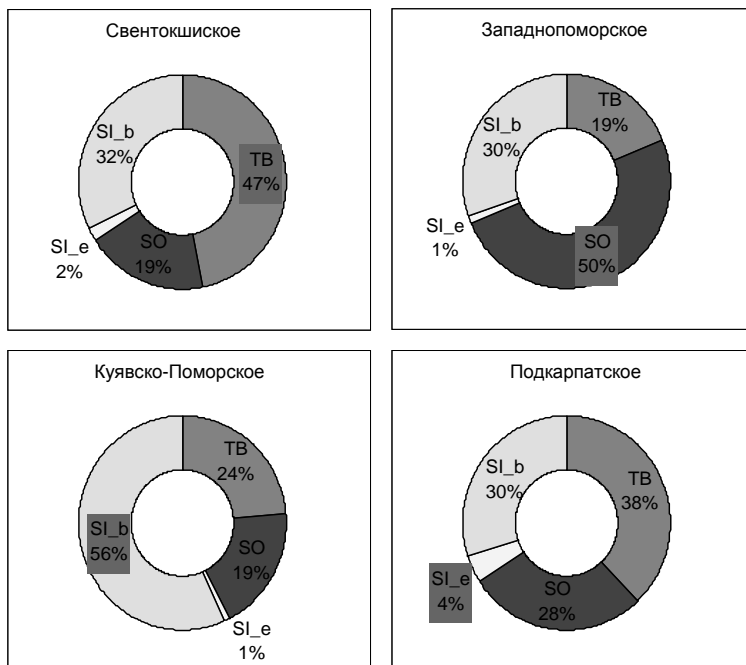 Свентокшиское
SI_b
32%
TB
47%
SO
19%
SI_e
2%
Западнопоморское
TB
19%
SI_b
30%
SI_e
1%
SO
50%
Куявско-Поморское
TB
24%
SI_b
56%
SO
19%
SI_e
1%
Подкарпатское
SI_b
30%
TB
38%
SI_e
4%
SO
28%